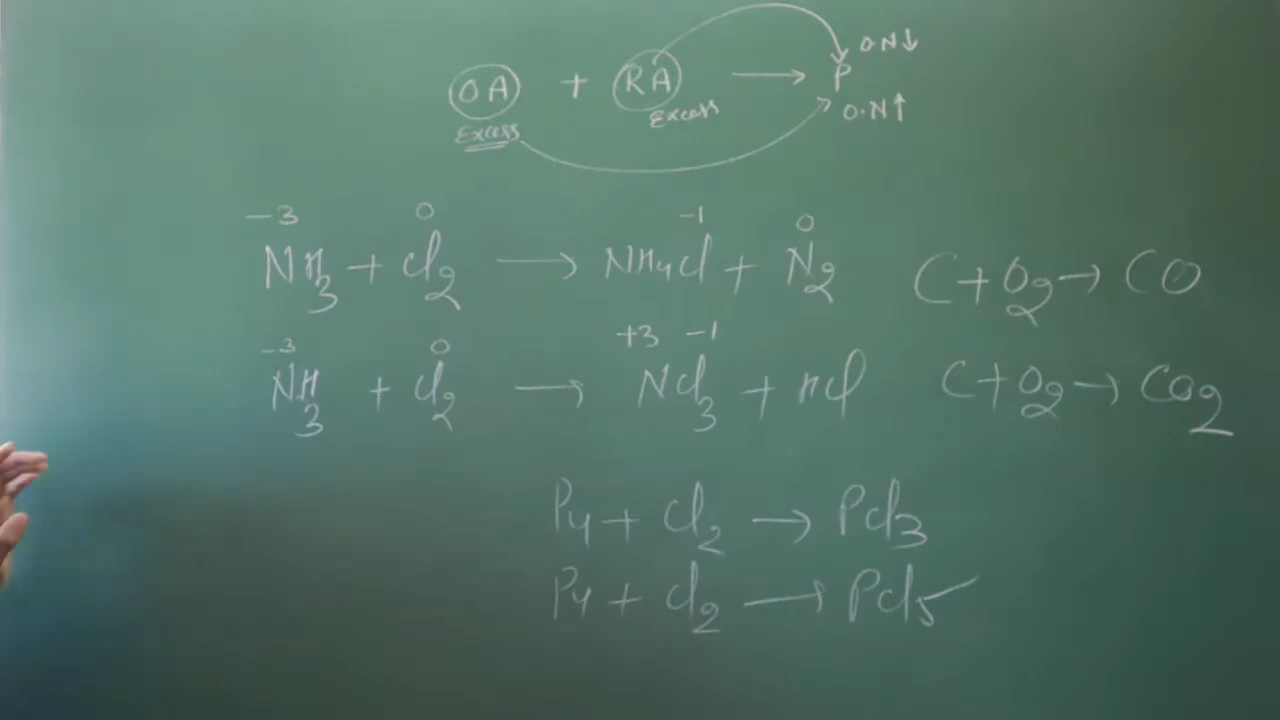 OA + RA → P O.N↓
Excess Excess O.N↑
-3 0 -1 0
NH3 + Cl2 → NH4Cl + N2 C + O2 → CO
-3 0 +3 -1
NH3 + Cl2 → NCl3 + HCl C + O2 → CO2
P4 + Cl2 → PCl3
P4 + Cl2 → PCl5